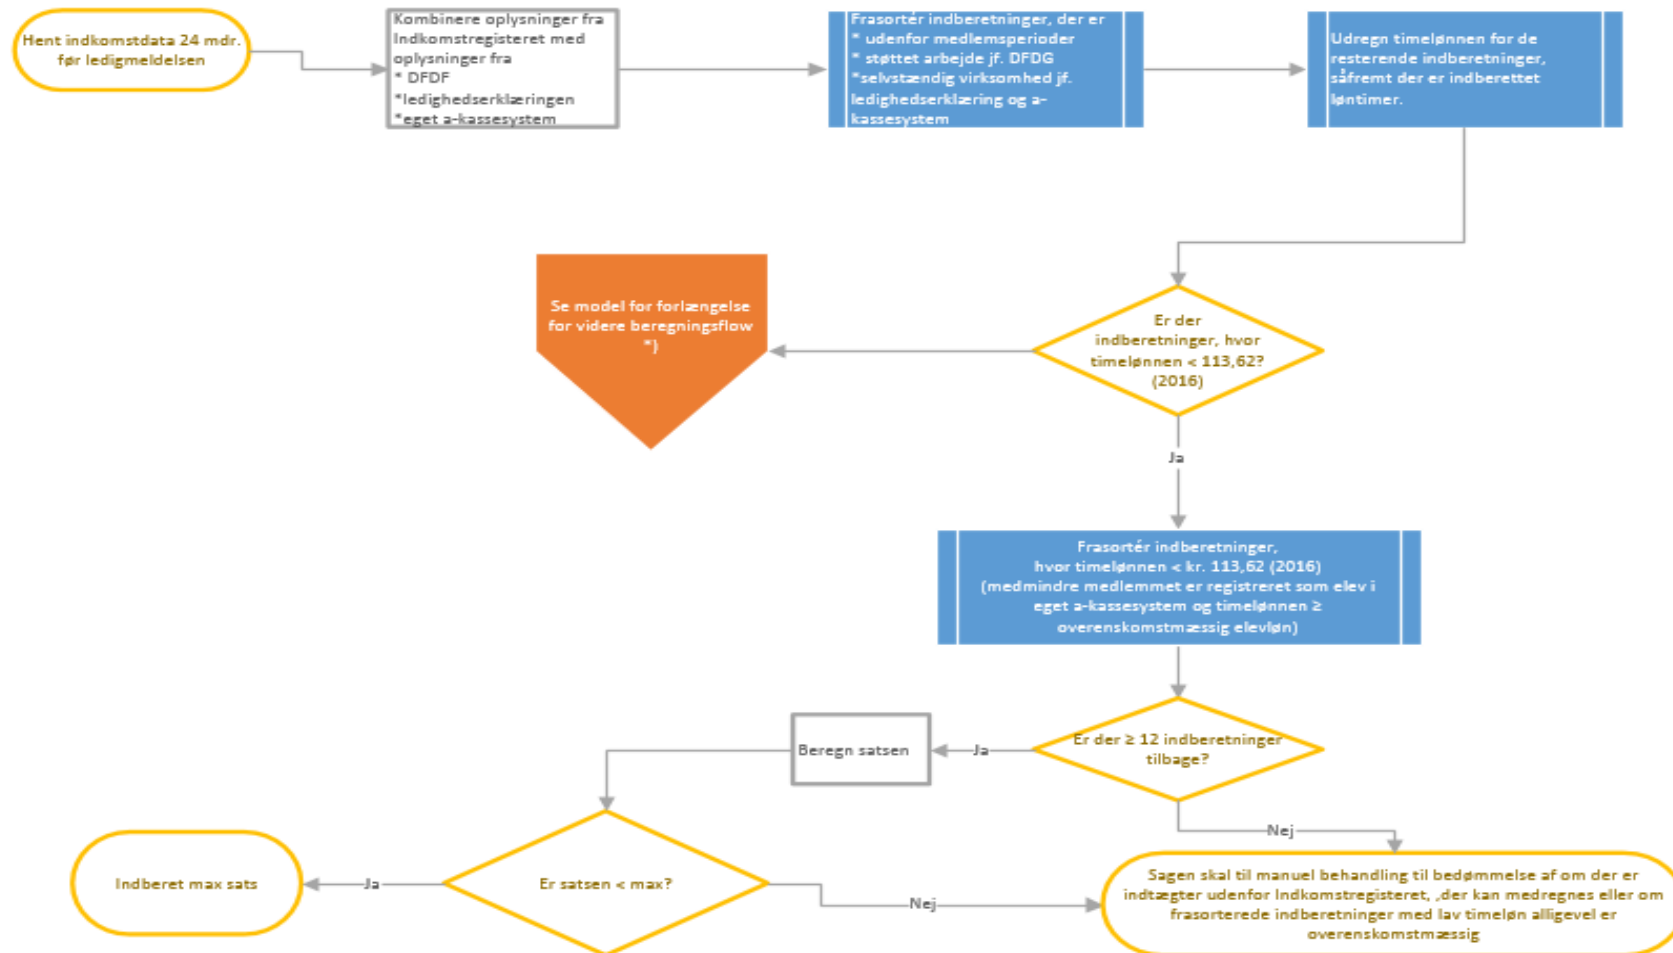 Hent indkomstdata 24 mdr.
før ledigmeldelsen
Kombinere oplysninger fra
Indkomstregisteret med
oplysninger fra
* DFDF
*ledighedserklæringen
*eget a-kassesystem
Frasortér indberetninger, der er
* udenfor medlemsperioder
* støttet arbejde jf. DFDG
*selvstændig virksomhed jf.
ledighedserklæring og a-
kassesystem
Udregn timelønnen for de
resterende indberetninger,
såfremt der er indberettet
løntimer.
Se model for forlængelse
for videre beregningsflow
*)
Er der
indberetninger, hvor
timelønnen < 113,62?
(2016)
Ja
Frasortér indberetninger,
hvor timelønnen < kr. 113,62 (2016)
(medmindre medlemmet er registreret som elev i
eget a-kassesystem og timelønnen ≥
overenskomstmæssig elevløn)
Er der ≥ 12 indberetninger
tilbage?
Ja
Beregn satsen
Nej
Er satsen < max?
Ja
Indberet max sats
Nej
Sagen skal til manuel behandling til bedømmelse af om der er
indtægter udenfor Indkomstregisteret, ,der kan medregnes eller om
frasorterede indberetninger med lav timeløn alligevel er
overenskomstmæssig